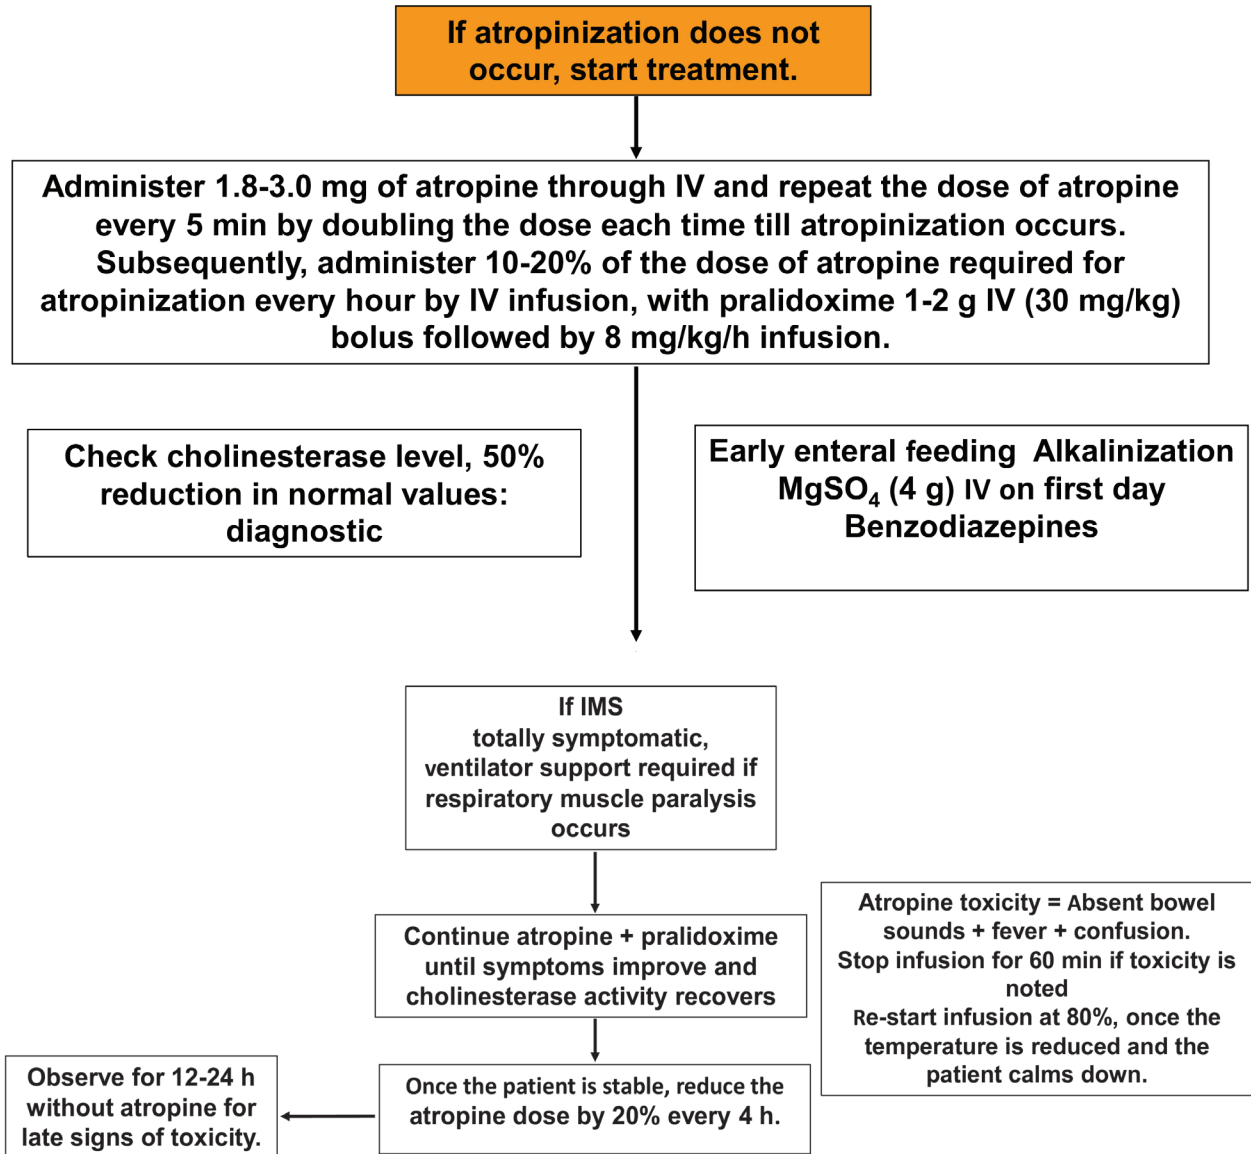 If atropinization does not
occur, start treatment.
Administer 1.8-3.0 mg of atropine through IV and repeat the dose of atropine
every 5 min by doubling the dose each time till atropinization occurs.
Subsequently, administer 10-20% of the dose of atropine required for
atropinization every hour by IV infusion, with pralidoxime 1-2 g IV (30 mg/kg)
bolus followed by 8 mg/kg/h infusion.
Check cholinesterase level, 50%
reduction in normal values:
diagnostic
Early enteral feeding Alkalinization
MgSO₄ (4 g) IV on first day
Benzodiazepines
If IMS
totally symptomatic,
ventilator support required if
respiratory muscle paralysis
occurs
Continue atropine + pralidoxime
until symptoms improve and
cholinesterase activity recovers
Atropine toxicity = Absent bowel
sounds + fever + confusion.
Stop infusion for 60 min if toxicity is
noted
Re-start infusion at 80%, once the
temperature is reduced and the
patient calms down.
Once the patient is stable, reduce the
atropine dose by 20% every 4 h.
Observe for 12-24 h
without atropine for
late signs of toxicity.